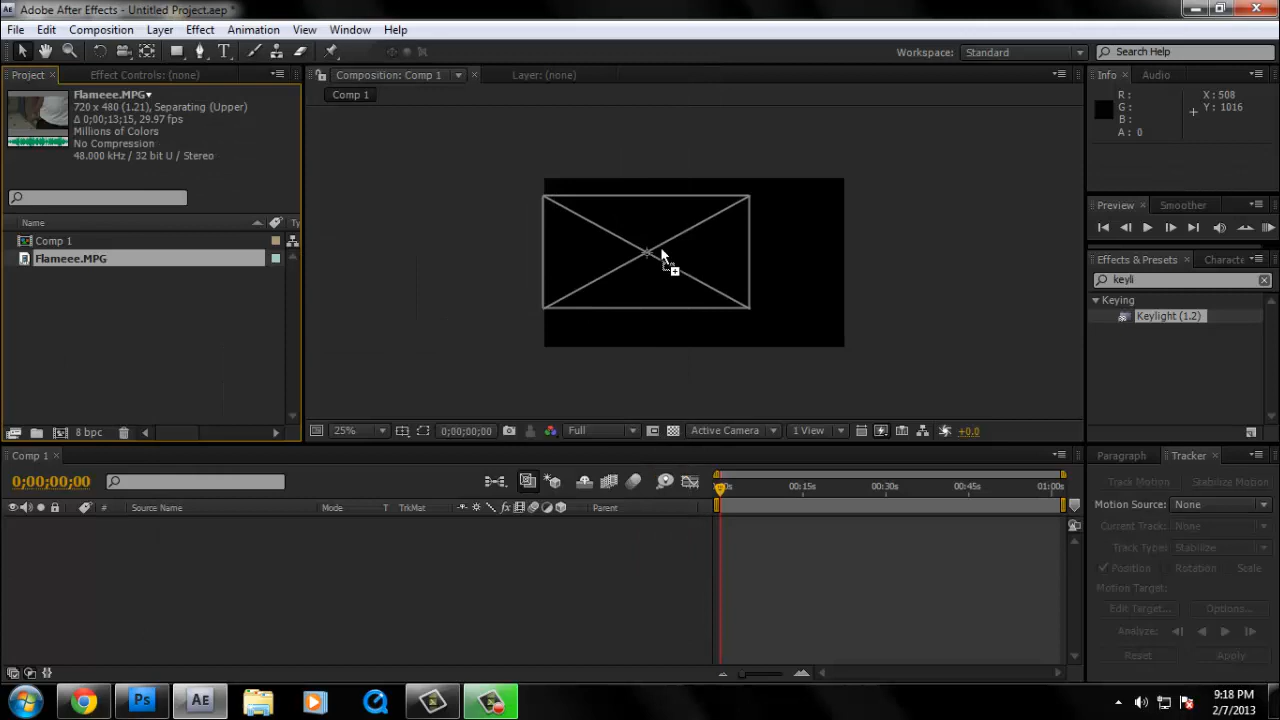 Adobe After Effects - Untitled Project.aep *
File Edit Composition Layer Effect Animation View Window Help
Workspace: Standard Search Help
Project Effect Controls: (none) Composition: Comp 1 Layer: (none) Info Audio
Flameee.MPG
720 x 480 (1.21), Separating (Upper)
Δ 0;00;13;15, 29.97 fps
Millions of Colors
No Compression
48.000 kHz / 32 bit U / Stereo
Comp 1
R : X : 508
G : Y : 1016
B :
A : 0
Preview Smoother
Name Ty
Comp 1
Flameee.MPG
Effects & Presets Characte
keyli
Keying
Keylight (1.2)
8 bpc 25% 0;00;00;00 Full Active Camera 1 View +0.0
Comp 1
0;00;00;00
# Source Name Mode T TrkMat Parent
00:15s 00:30s 00:45s 01:00s
Paragraph Tracker
Track Motion Stabilize Motion
Motion Source: None
Current Track: None
Track Type: Stabilize
Position Rotation Scale
Motion Target:
Edit Target... Options...
Analyze:
Reset Apply
Ps AE
9:18 PM
2/7/2013